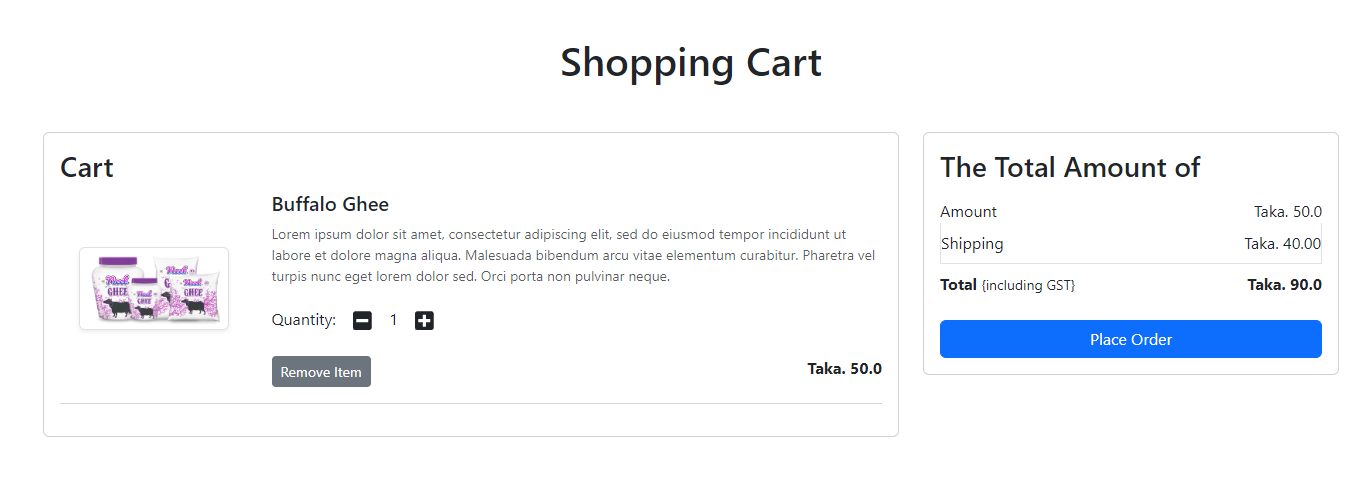 Shopping Cart
Cart
Buffalo Ghee
Lorem ipsum dolor sit amet, consectetur adipiscing elit, sed do eiusmod tempor incididunt ut
labore et dolore magna aliqua. Malesuada bibendum arcu vitae elementum curabitur. Pharetra vel
turpis nunc eget lorem dolor sed. Orci porta non pulvinar neque.
GHEE
GHEE
GHEE
Quantity: 1
Remove Item
Taka. 50.0
The Total Amount of
Amount Taka. 50.0
Shipping Taka. 40.00
Total {including GST} Taka. 90.0
Place Order